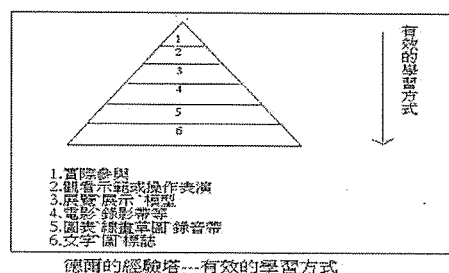 1
2
3
4
5
6
有效的學習方式
1.實際參與
2.觀看示範或操作表演
3.展覽˙展示˙模型
4.電影˙錄影帶等
5.圖表˙線畫草圖˙錄音帶
6.文字˙圖˙標誌
德爾的經驗塔---有效的學習方式